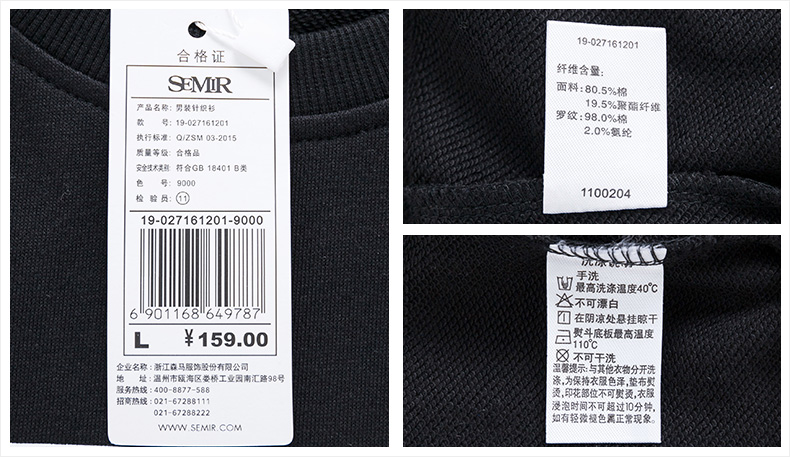 合格证
SEMIR
产品名称: 男装针织衫
款 号: 19-027161201
执行标准: Q/ZSM 03-2015
质量等级: 合格品
安全技术类别: 符合GB 18401 B类
色 号: 9000
检 验 员: 11
19-027161201-9000
6901168649787
L ¥159.00
企业名称: 浙江森马服饰股份有限公司
地 址: 温州市瓯海区娄桥工业园南汇路98号
服务热线: 400-8877-588
招商热线: 021-67288111
021-67288222
WWW.SEMIR.COM
19-027161201
纤维含量:
面料: 80.5%棉
19.5%聚酯纤维
罗纹: 98.0%棉
2.0%氨纶
1100204
洗涤说明
手洗
最高洗涤温度40℃
不可漂白
在阴凉处悬挂晾干
熨斗底板最高温度
110℃
不可干洗
温馨提示: 与其他衣物分开洗
涤,为保持衣服色泽,垫布熨
烫,印花部位不可熨烫,衣服
浸泡时间不可超过10分钟,
如有轻微褪色属正常现象。